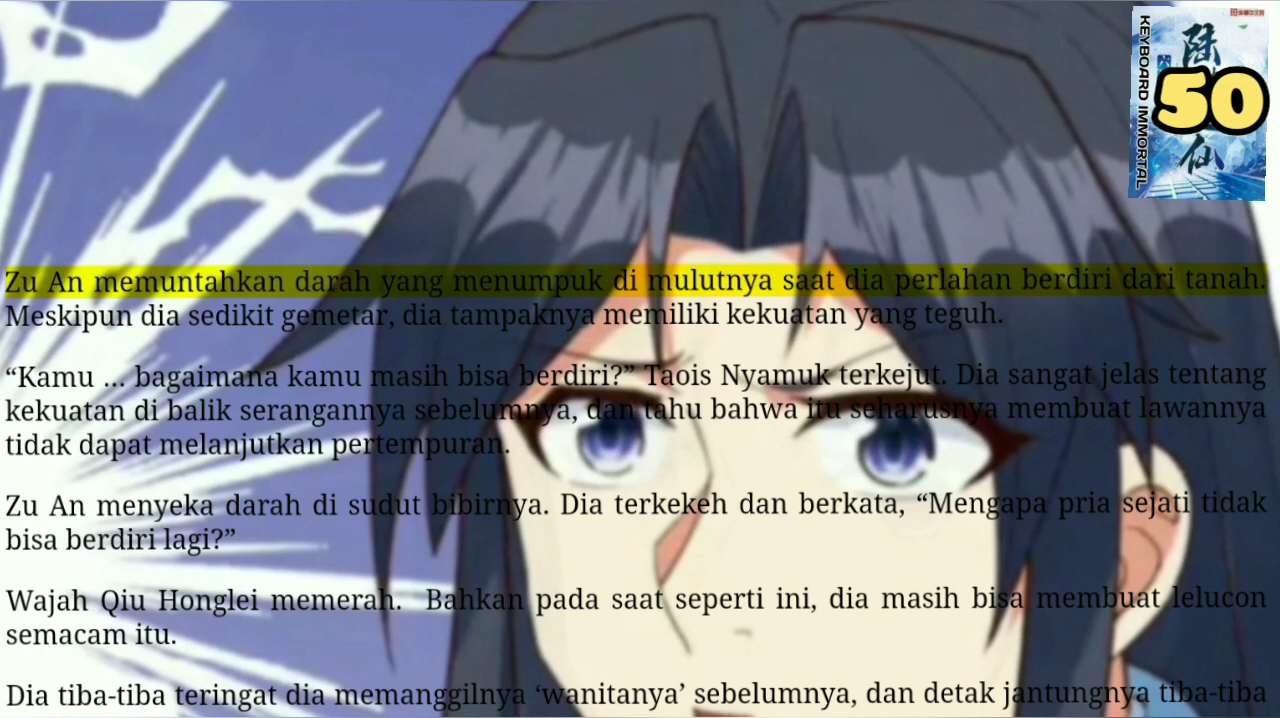 KEYBOARD IMMORTAL
陆
仙
50
Zu An memuntahkan darah yang menumpuk di mulutnya saat dia perlahan berdiri dari tanah.
Meskipun dia sedikit gemetar, dia tampaknya memiliki kekuatan yang teguh.
“Kamu ... bagaimana kamu masih bisa berdiri?” Taois Nyamuk terkejut. Dia sangat jelas tentang
kekuatan di balik serangannya sebelumnya, dan tahu bahwa itu seharusnya membuat lawannya
tidak dapat melanjutkan pertempuran.
Zu An menyeka darah di sudut bibirnya. Dia terkekeh dan berkata, “Mengapa pria sejati tidak
bisa berdiri lagi?”
Wajah Qiu Honglei memerah. Bahkan pada saat seperti ini, dia masih bisa membuat lelucon
semacam itu.
Dia tiba-tiba teringat dia memanggilnya ‘wanitanya’ sebelumnya, dan detak jantungnya tiba-tiba